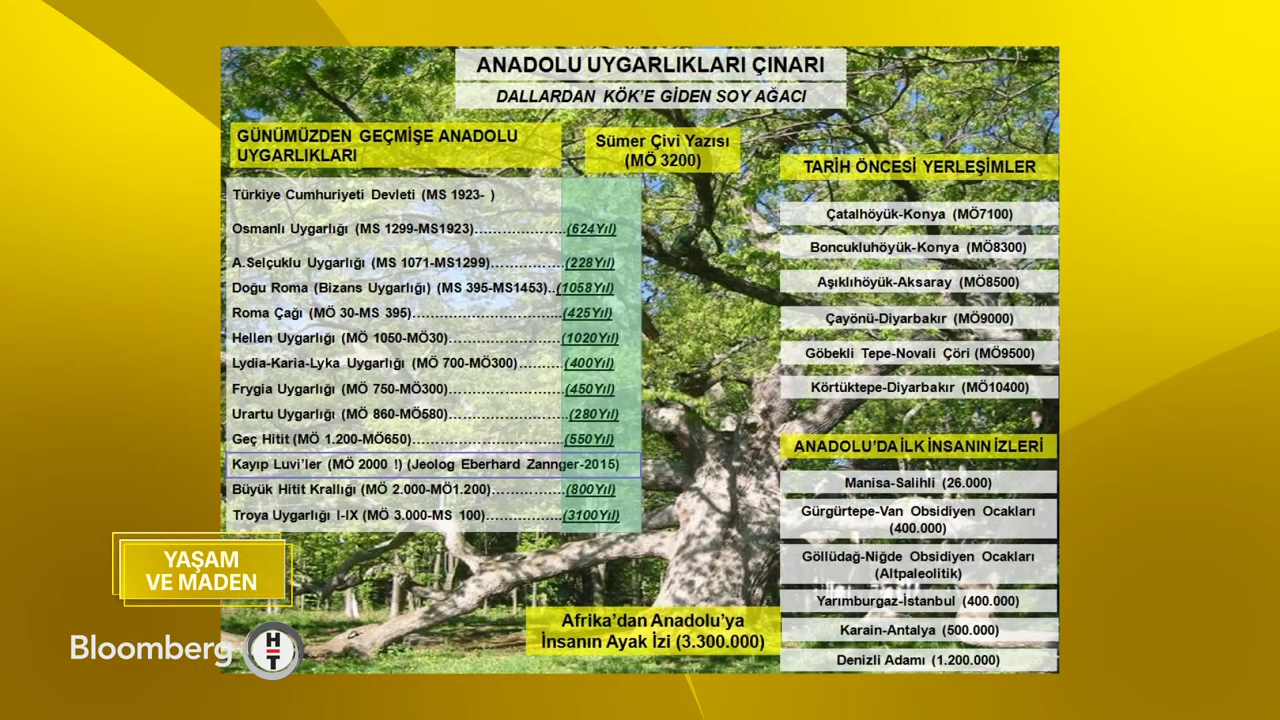 ANADOLU UYGARLIKLARI ÇINARI
DALLARDAN KÖK'E GİDEN SOY AĞACI
GÜNÜMÜZDEN GEÇMİŞE ANADOLU
UYGARLIKLARI
Türkiye Cumhuriyeti Devleti (MS 1923- )
Osmanlı Uygarlığı (MS 1299-MS1923)………………..(624Yıl)
A.Selçuklu Uygarlığı (MS 1071-MS1299)……………(228Yıl)
Doğu Roma (Bizans Uygarlığı) (MS 395-MS1453)..(1058Yıl)
Roma Çağı (MÖ 30-MS 395)…………………………..(425Yıl)
Hellen Uygarlığı (MÖ 1050-MÖ30)……………………(1020Yıl)
Lydia-Karia-Lyka Uygarlığı (MÖ 700-MÖ300)……….(400Yıl)
Frygia Uygarlığı (MÖ 750-MÖ300)……………………(450Yıl)
Urartu Uygarlığı (MÖ 860-MÖ580)…………………….(280Yıl)
Geç Hitit (MÖ 1.200-MÖ650)…………………………..(550Yıl)
Kayıp Luvi'ler (MÖ 2000 !) (Jeolog Eberhard Zannger-2015)
Büyük Hitit Krallığı (MÖ 2.000-MÖ1.200)……………(800Yıl)
Troya Uygarlığı I-IX (MÖ 3.000-MS 100)……………..(3100Yıl)
Sümer Çivi Yazısı
(MÖ 3200)
TARİH ÖNCESİ YERLEŞİMLER
Çatalhöyük-Konya (MÖ7100)
Boncukluhöyük-Konya (MÖ8300)
Aşıklıhöyük-Aksaray (MÖ8500)
Çayönü-Diyarbakır (MÖ9000)
Göbekli Tepe-Novali Çöri (MÖ9500)
Körtüktepe-Diyarbakır (MÖ10400)
ANADOLU'DA İLK İNSANIN İZLERİ
Manisa-Salihli (26.000)
Gürgürtepe-Van Obsidiyen Ocakları
(400.000)
Göllüdağ-Niğde Obsidiyen Ocakları
(Altpaleolitik)
Yarımburgaz-İstanbul (400.000)
Karain-Antalya (500.000)
Denizli Adamı (1.200.000)
Afrika'dan Anadolu'ya
İnsanın Ayak İzi (3.300.000)
YAŞAM
VE MADEN
Bloomberg HT